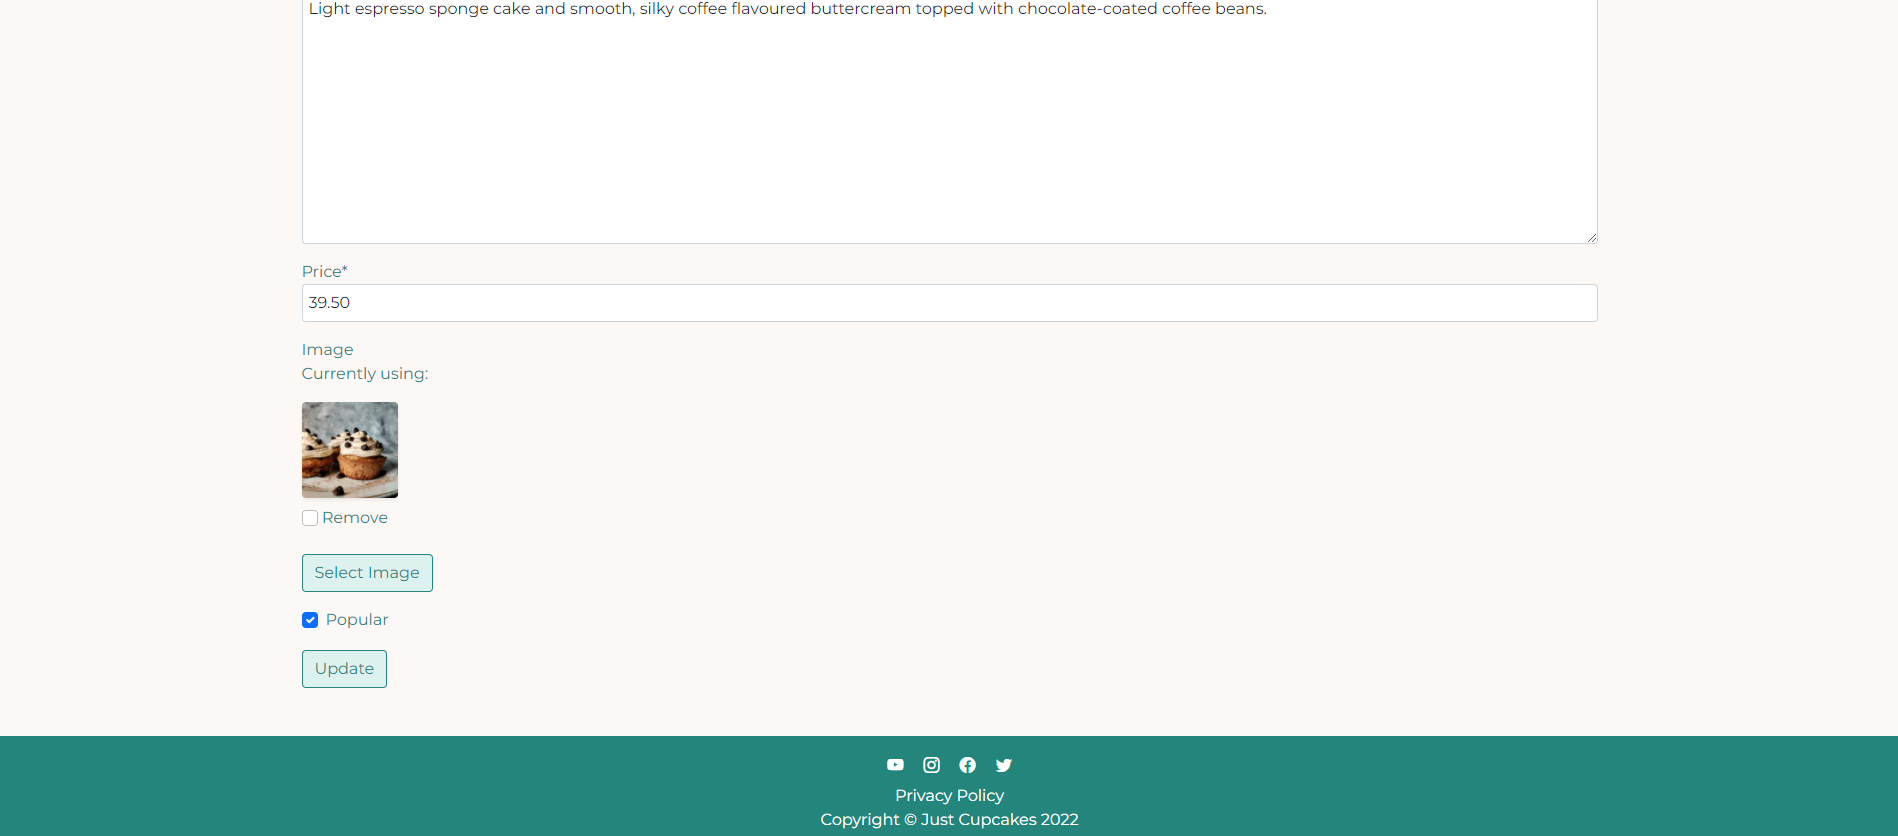 Light espresso sponge cake and smooth, silky coffee flavoured buttercream topped with chocolate-coated coffee beans.
Price*
39.50
Image
Currently using:
Remove
Select Image
Popular
Update
Privacy Policy
Copyright © Just Cupcakes 2022